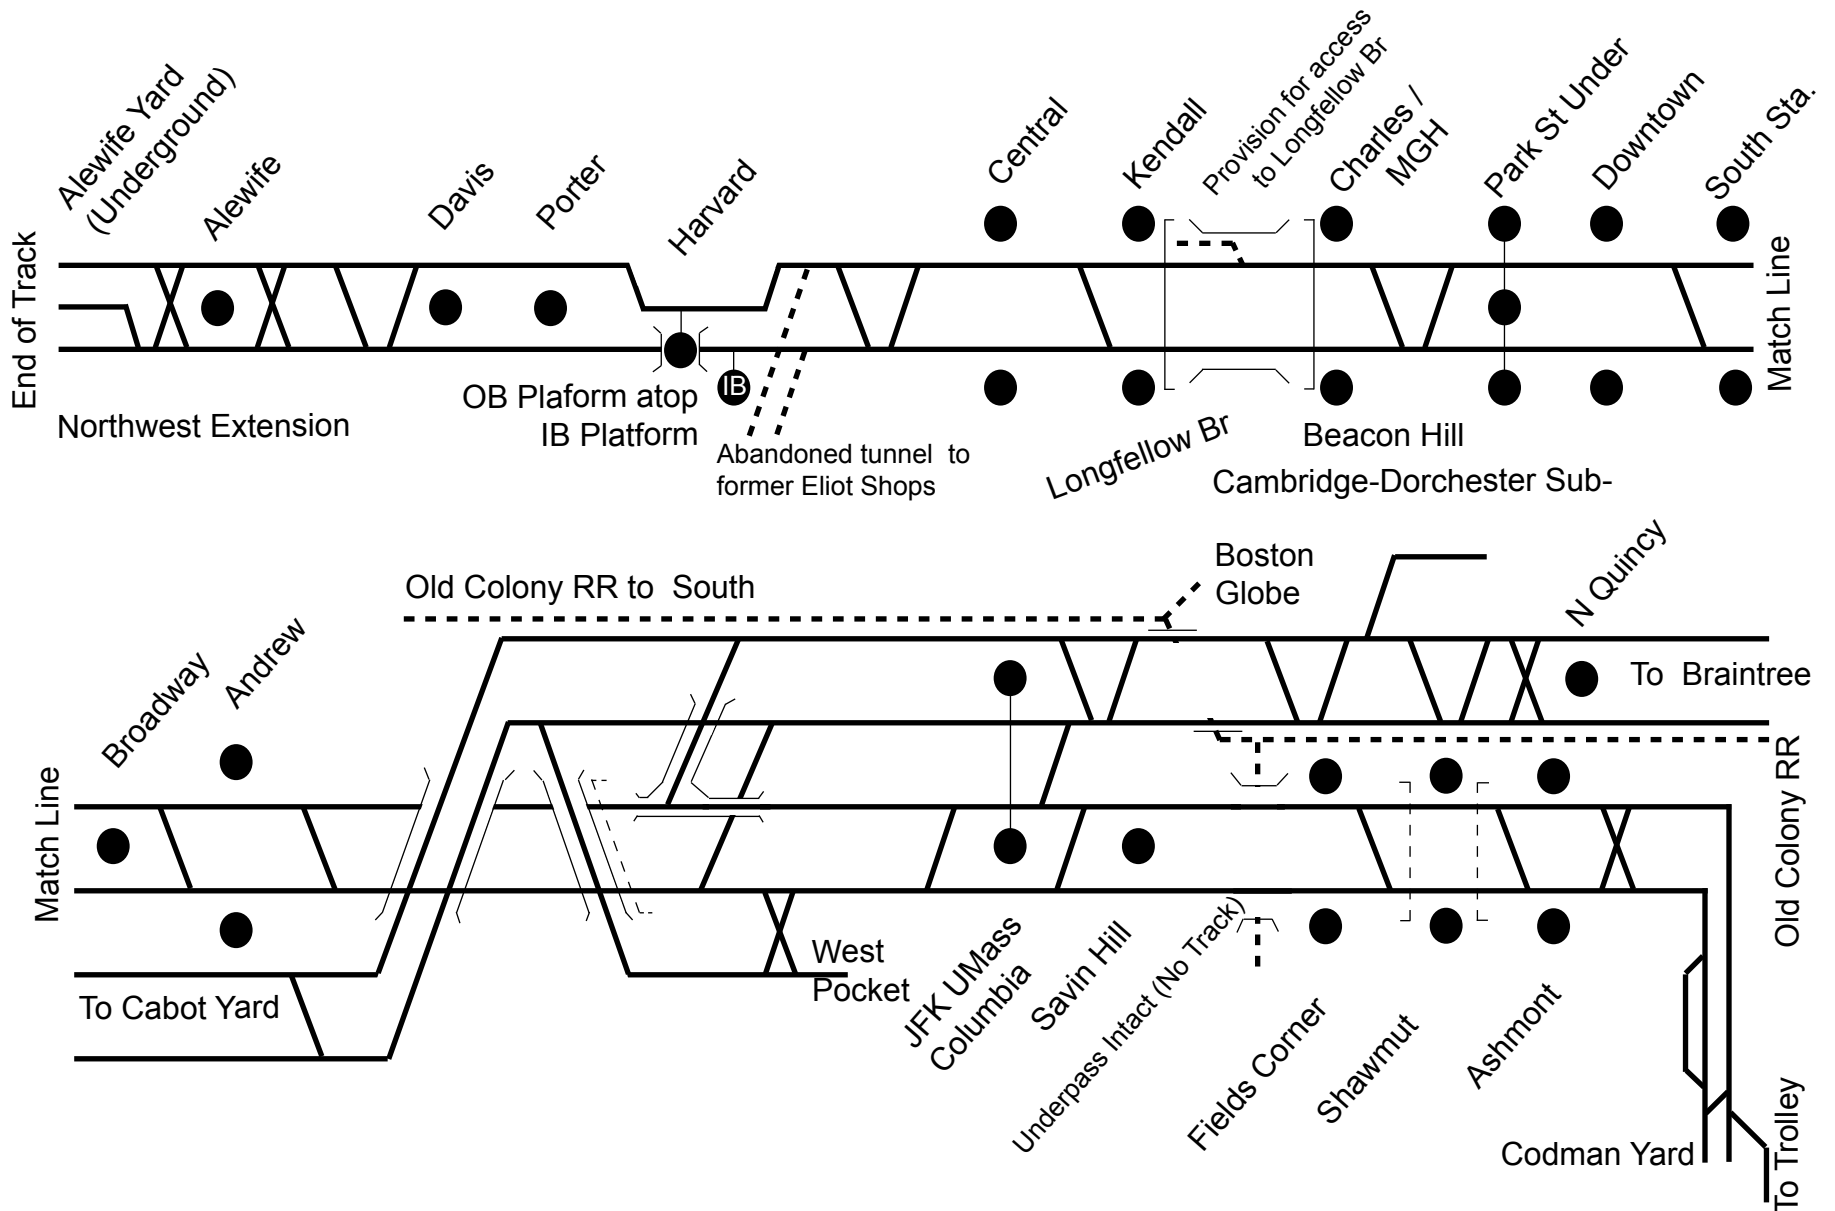 Alewife Yard
(Underground)
Alewife
Davis
Porter
Harvard
Central
Kendall
Provision for access
to Longfellow Br
Charles /
MGH
Park St Under
Downtown
South Sta.
End of Track
Match Line
IB
OB Plaform atop
IB Platform
Northwest Extension
Abandoned tunnel to
former Eliot Shops
Longfellow Br
Beacon Hill
Cambridge-Dorchester Sub-
Boston
Globe
Old Colony RR to South
N Quincy
Broadway
Andrew
To Braintree
Match Line
Old Colony RR
West
Pocket
To Cabot Yard
JFK UMass
Columbia
Savin Hill
Underpass Intact (No Track)
Fields Corner
Shawmut
Ashmont
Codman Yard
To Trolley